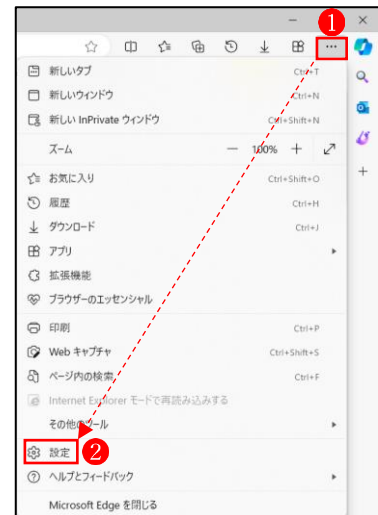 1
新しいタブ Ctrl+T
新しいウィンドウ Ctrl+N
新しい InPrivate ウィンドウ Ctrl+Shift+N
ズーム — 100% +
お気に入り Ctrl+Shift+O
履歴 Ctrl+H
ダウンロード Ctrl+J
アプリ
拡張機能
ブラウザーのエッセンシャル
印刷 Ctrl+P
Web キャプチャ Ctrl+Shift+S
ページ内の検索 Ctrl+F
Internet Explorer モードで再読み込みする
その他のツール
設定 2
ヘルプとフィードバック
Microsoft Edge を閉じる